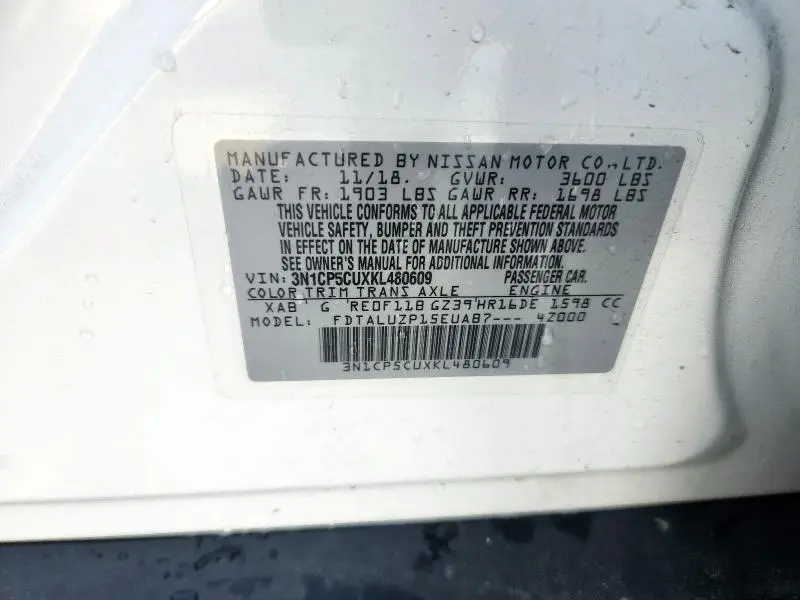 MANUFACTURED BY NISSAN MOTOR CO., LTD.
DATE: 11/18. GVWR: 3600 LBS
GAWR FR: 1903 LBS GAWR RR: 1698 LBS
THIS VEHICLE CONFORMS TO ALL APPLICABLE FEDERAL MOTOR
VEHICLE SAFETY, BUMPER AND THEFT PREVENTION STANDARDS
IN EFFECT ON THE DATE OF MANUFACTURE SHOWN ABOVE.
SEE OWNER'S MANUAL FOR ADDITIONAL INFORMATION.
VIN: 3N1CP5CUXKL480609 PASSENGER CAR.
COLOR TRIM TRANS AXLE ENGINE
XAB G RE0F11B GZ39 HR16DE 1598 CC
MODEL: FDTALUZP15EUAB7--- 4Z000
3N1CP5CUXKL480609